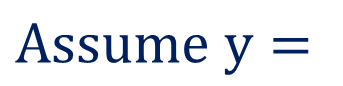 Assume y =